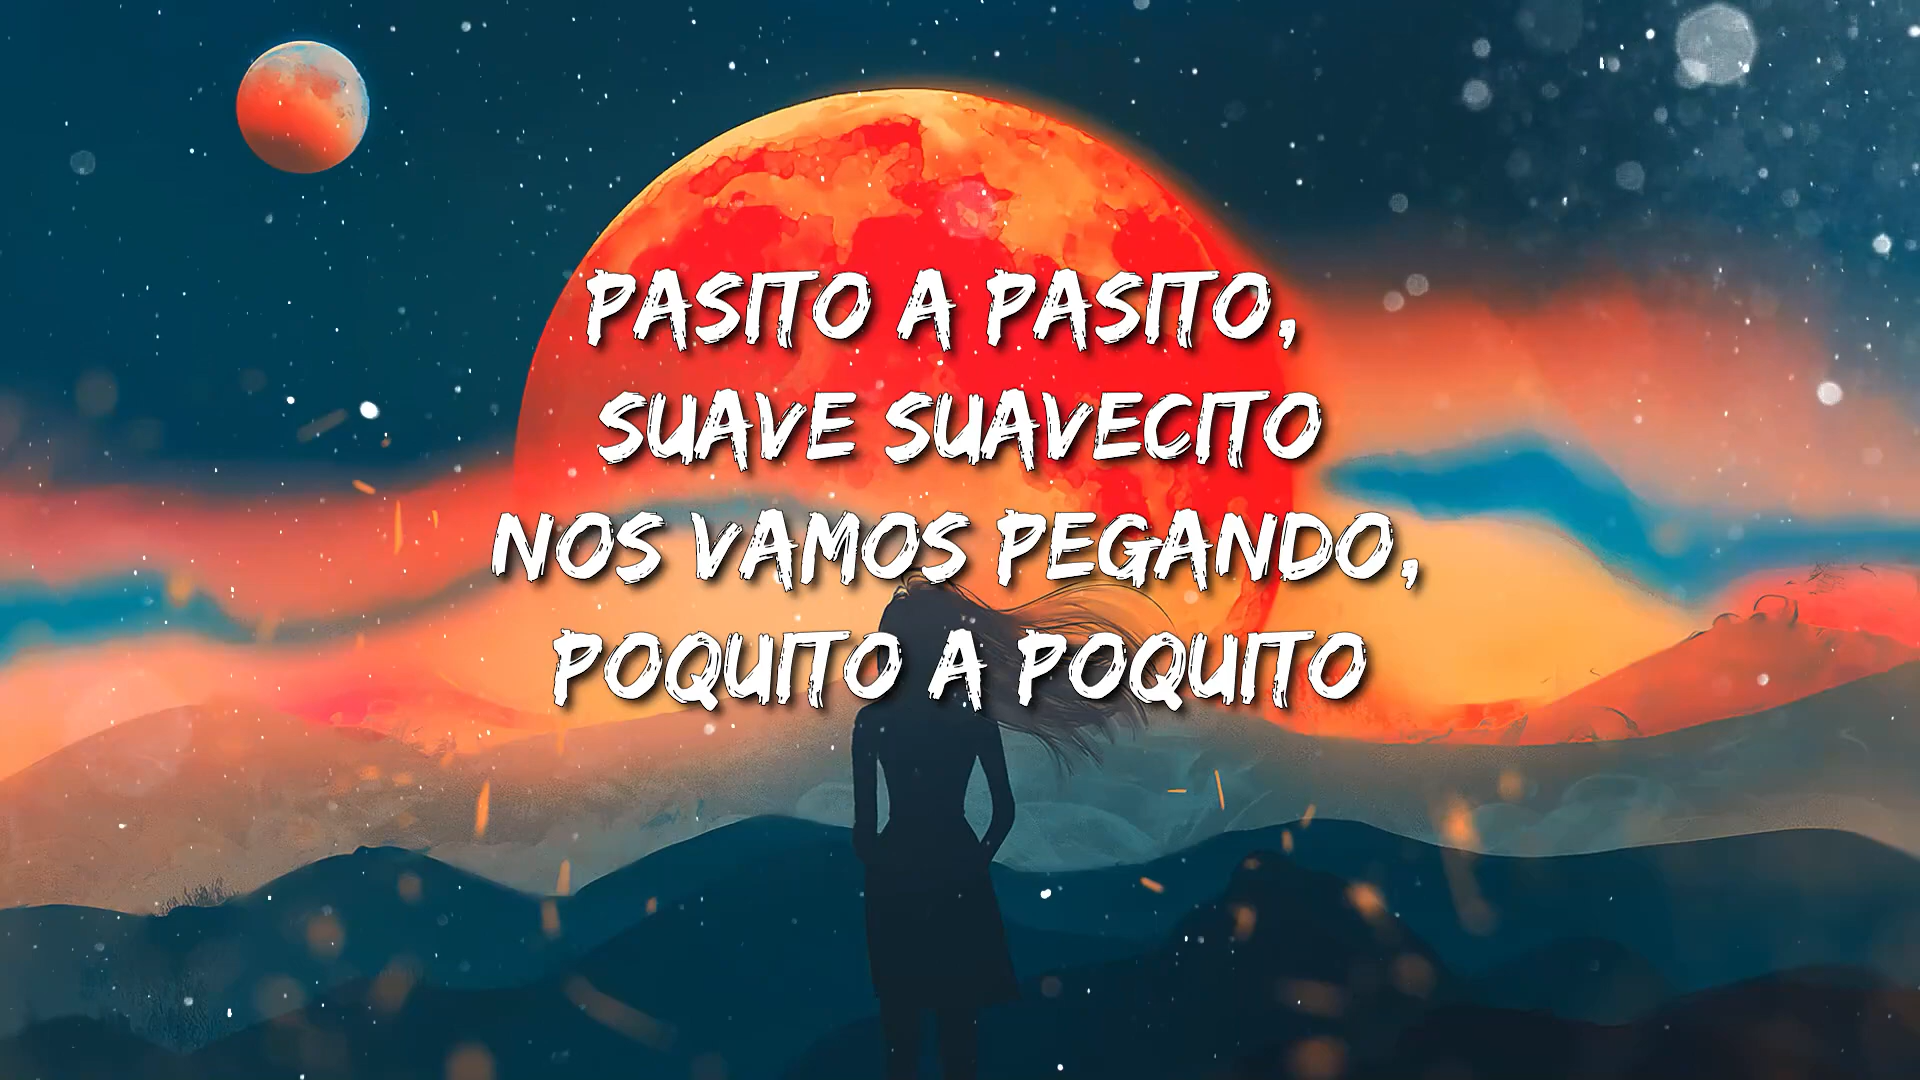 PASITO A PASITO,
SUAVE SUAVECITO
NOS VAMOS PEGANDO,
POQUITO A POQUITO